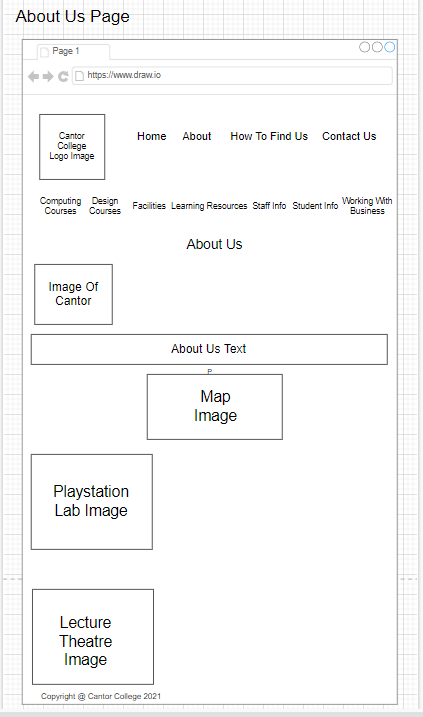 About Us Page
Page 1
https://www.draw.io
Cantor
College
Logo Image
Home About How To Find Us Contact Us
Computing
Courses
Design
Courses
Facilities Learning Resources Staff Info Student Info
Working With
Business
About Us
Image Of
Cantor
About Us Text
P
Map
Image
Playstation
Lab Image
Lecture
Theatre
Image
Copyright @ Cantor College 2021